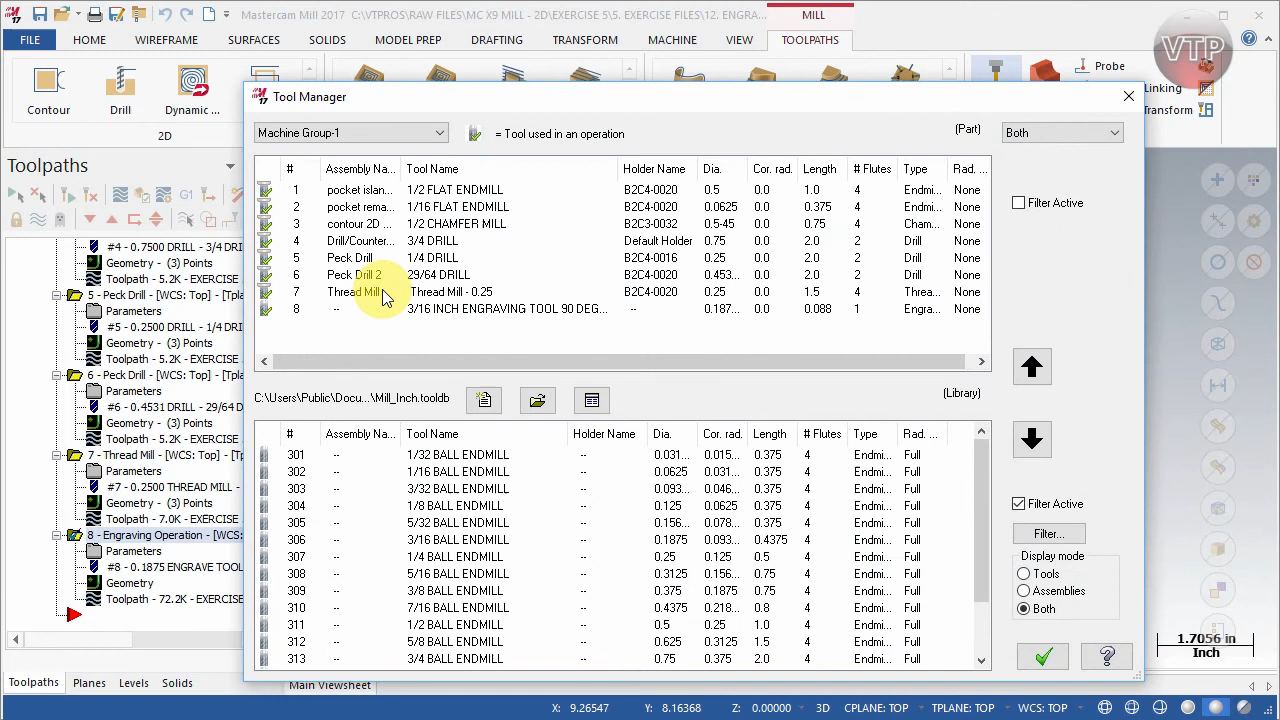 Mastercam Mill 2017 C:\VTPROS\RAW FILES\MC X9 MILL - 2D\EXERCISE 5\5. EXERCISE FILES\12. ENGRA... MILL
FILE HOME WIREFRAME SURFACES SOLIDS MODEL PREP DRAFTING TRANSFORM MACHINE VIEW TOOLPATHS
VTP
Contour Drill Dynamic ...
2D
Probe
Linking
Transform
Toolpaths
G1
#4 - 0.7500 DRILL - 3/4 DRI
Geometry - (3) Points
Toolpath - 5.2K - EXERCISE
5 - Peck Drill - [WCS: Top] - [Tpla
Parameters
#5 - 0.2500 DRILL - 1/4 DRI
Geometry - (3) Points
Toolpath - 5.2K - EXERCISE
6 - Peck Drill - [WCS: Top] - [Tpla
Parameters
#6 - 0.4531 DRILL - 29/64 D
Geometry - (3) Points
Toolpath - 5.2K - EXERCISE
7 - Thread Mill - [WCS: Top] - [T
Parameters
#7 - 0.2500 THREAD MILL -
Geometry - (3) Points
Toolpath - 7.0K - EXERCISE
8 - Engraving Operation - [WCS:
Parameters
#8 - 0.1875 ENGRAVE TOOL
Geometry
Toolpath - 72.2K - EXERCISE
Toolpaths Planes Levels Solids
Tool Manager
Machine Group-1 = Tool used in an operation (Part) Both
# Assembly Na... Tool Name Holder Name Dia. Cor. rad. Length # Flutes Type Rad. ...
1 pocket islan... 1/2 FLAT ENDMILL B2C4-0020 0.5 0.0 1.0 4 Endmi... None
2 pocket rema... 1/16 FLAT ENDMILL B2C4-0020 0.0625 0.0 0.375 4 Endmi... None
3 contour 2D ... 1/2 CHAMFER MILL B2C3-0032 0.5-45 0.0 0.75 4 Cham... None
4 Drill/Counter... 3/4 DRILL Default Holder 0.75 0.0 2.0 2 Drill None
5 Peck Drill 1/4 DRILL B2C4-0016 0.25 0.0 2.0 2 Drill None
6 Peck Drill 2 29/64 DRILL B2C4-0020 0.453... 0.0 2.0 2 Drill None
7 Thread Mill Thread Mill - 0.25 B2C4-0020 0.25 0.0 1.5 4 Threa... None
8 -- 3/16 INCH ENGRAVING TOOL 90 DEG... -- 0.187... 0.0 0.088 1 Engra... None
Filter Active
C:\Users\Public\Docu...\Mill_Inch.tooldb (Library)
# Assembly Na... Tool Name Holder Name Dia. Cor. rad. Length # Flutes Type Rad. ...
301 -- 1/32 BALL ENDMILL -- 0.031... 0.015... 0.375 4 Endmi... Full
302 -- 1/16 BALL ENDMILL -- 0.0625 0.031... 0.375 4 Endmi... Full
303 -- 3/32 BALL ENDMILL -- 0.093... 0.046... 0.375 4 Endmi... Full
304 -- 1/8 BALL ENDMILL -- 0.125 0.0625 0.375 4 Endmi... Full
305 -- 5/32 BALL ENDMILL -- 0.156... 0.078... 0.375 4 Endmi... Full
306 -- 3/16 BALL ENDMILL -- 0.1875 0.093... 0.4375 4 Endmi... Full
307 -- 1/4 BALL ENDMILL -- 0.25 0.125 0.5 4 Endmi... Full
308 -- 5/16 BALL ENDMILL -- 0.3125 0.156... 0.75 4 Endmi... Full
309 -- 3/8 BALL ENDMILL -- 0.375 0.1875 0.75 4 Endmi... Full
310 -- 7/16 BALL ENDMILL -- 0.4375 0.218... 0.8 4 Endmi... Full
311 -- 1/2 BALL ENDMILL -- 0.5 0.25 1.0 4 Endmi... Full
312 -- 5/8 BALL ENDMILL -- 0.625 0.3125 1.5 4 Endmi... Full
313 -- 3/4 BALL ENDMILL -- 0.75 0.375 2.0 4 Endmi... Full
Filter Active
Filter...
Display mode
Tools
Assemblies
Both
Main Viewsheet
1.7056 in
Inch
X: 9.26547 Y: 8.16368 Z: 0.00000 3D CPLANE: TOP TPLANE: TOP WCS: TOP